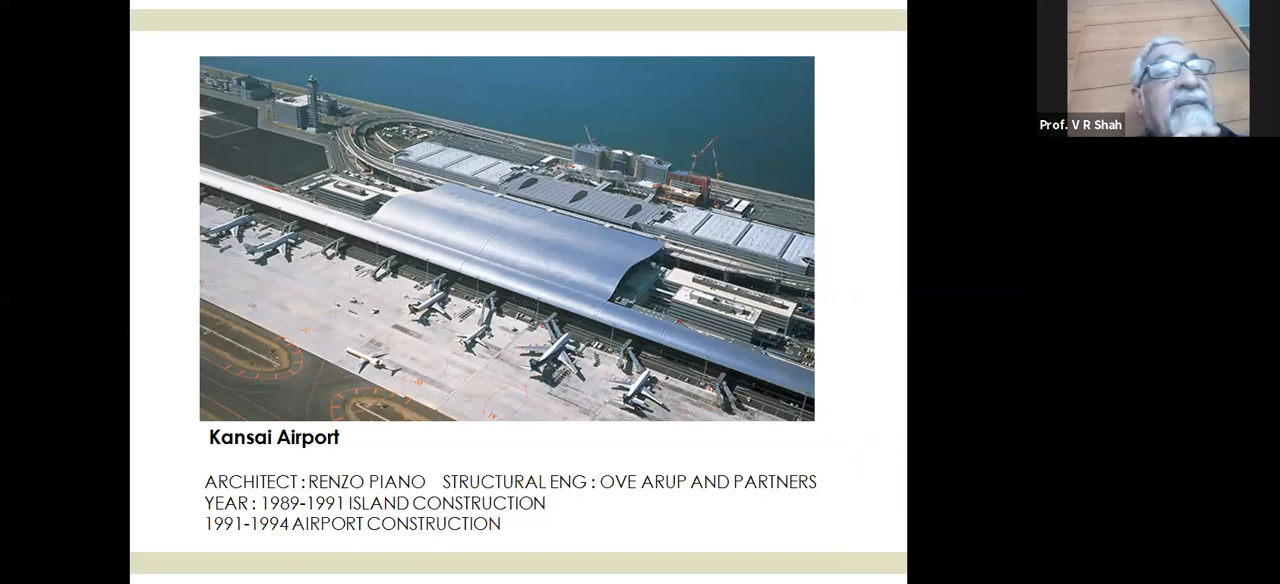 Prof. V R Shah
Kansai Airport
ARCHITECT : RENZO PIANO STRUCTURAL ENG : OVE ARUP AND PARTNERS
YEAR : 1989-1991 ISLAND CONSTRUCTION
1991-1994 AIRPORT CONSTRUCTION